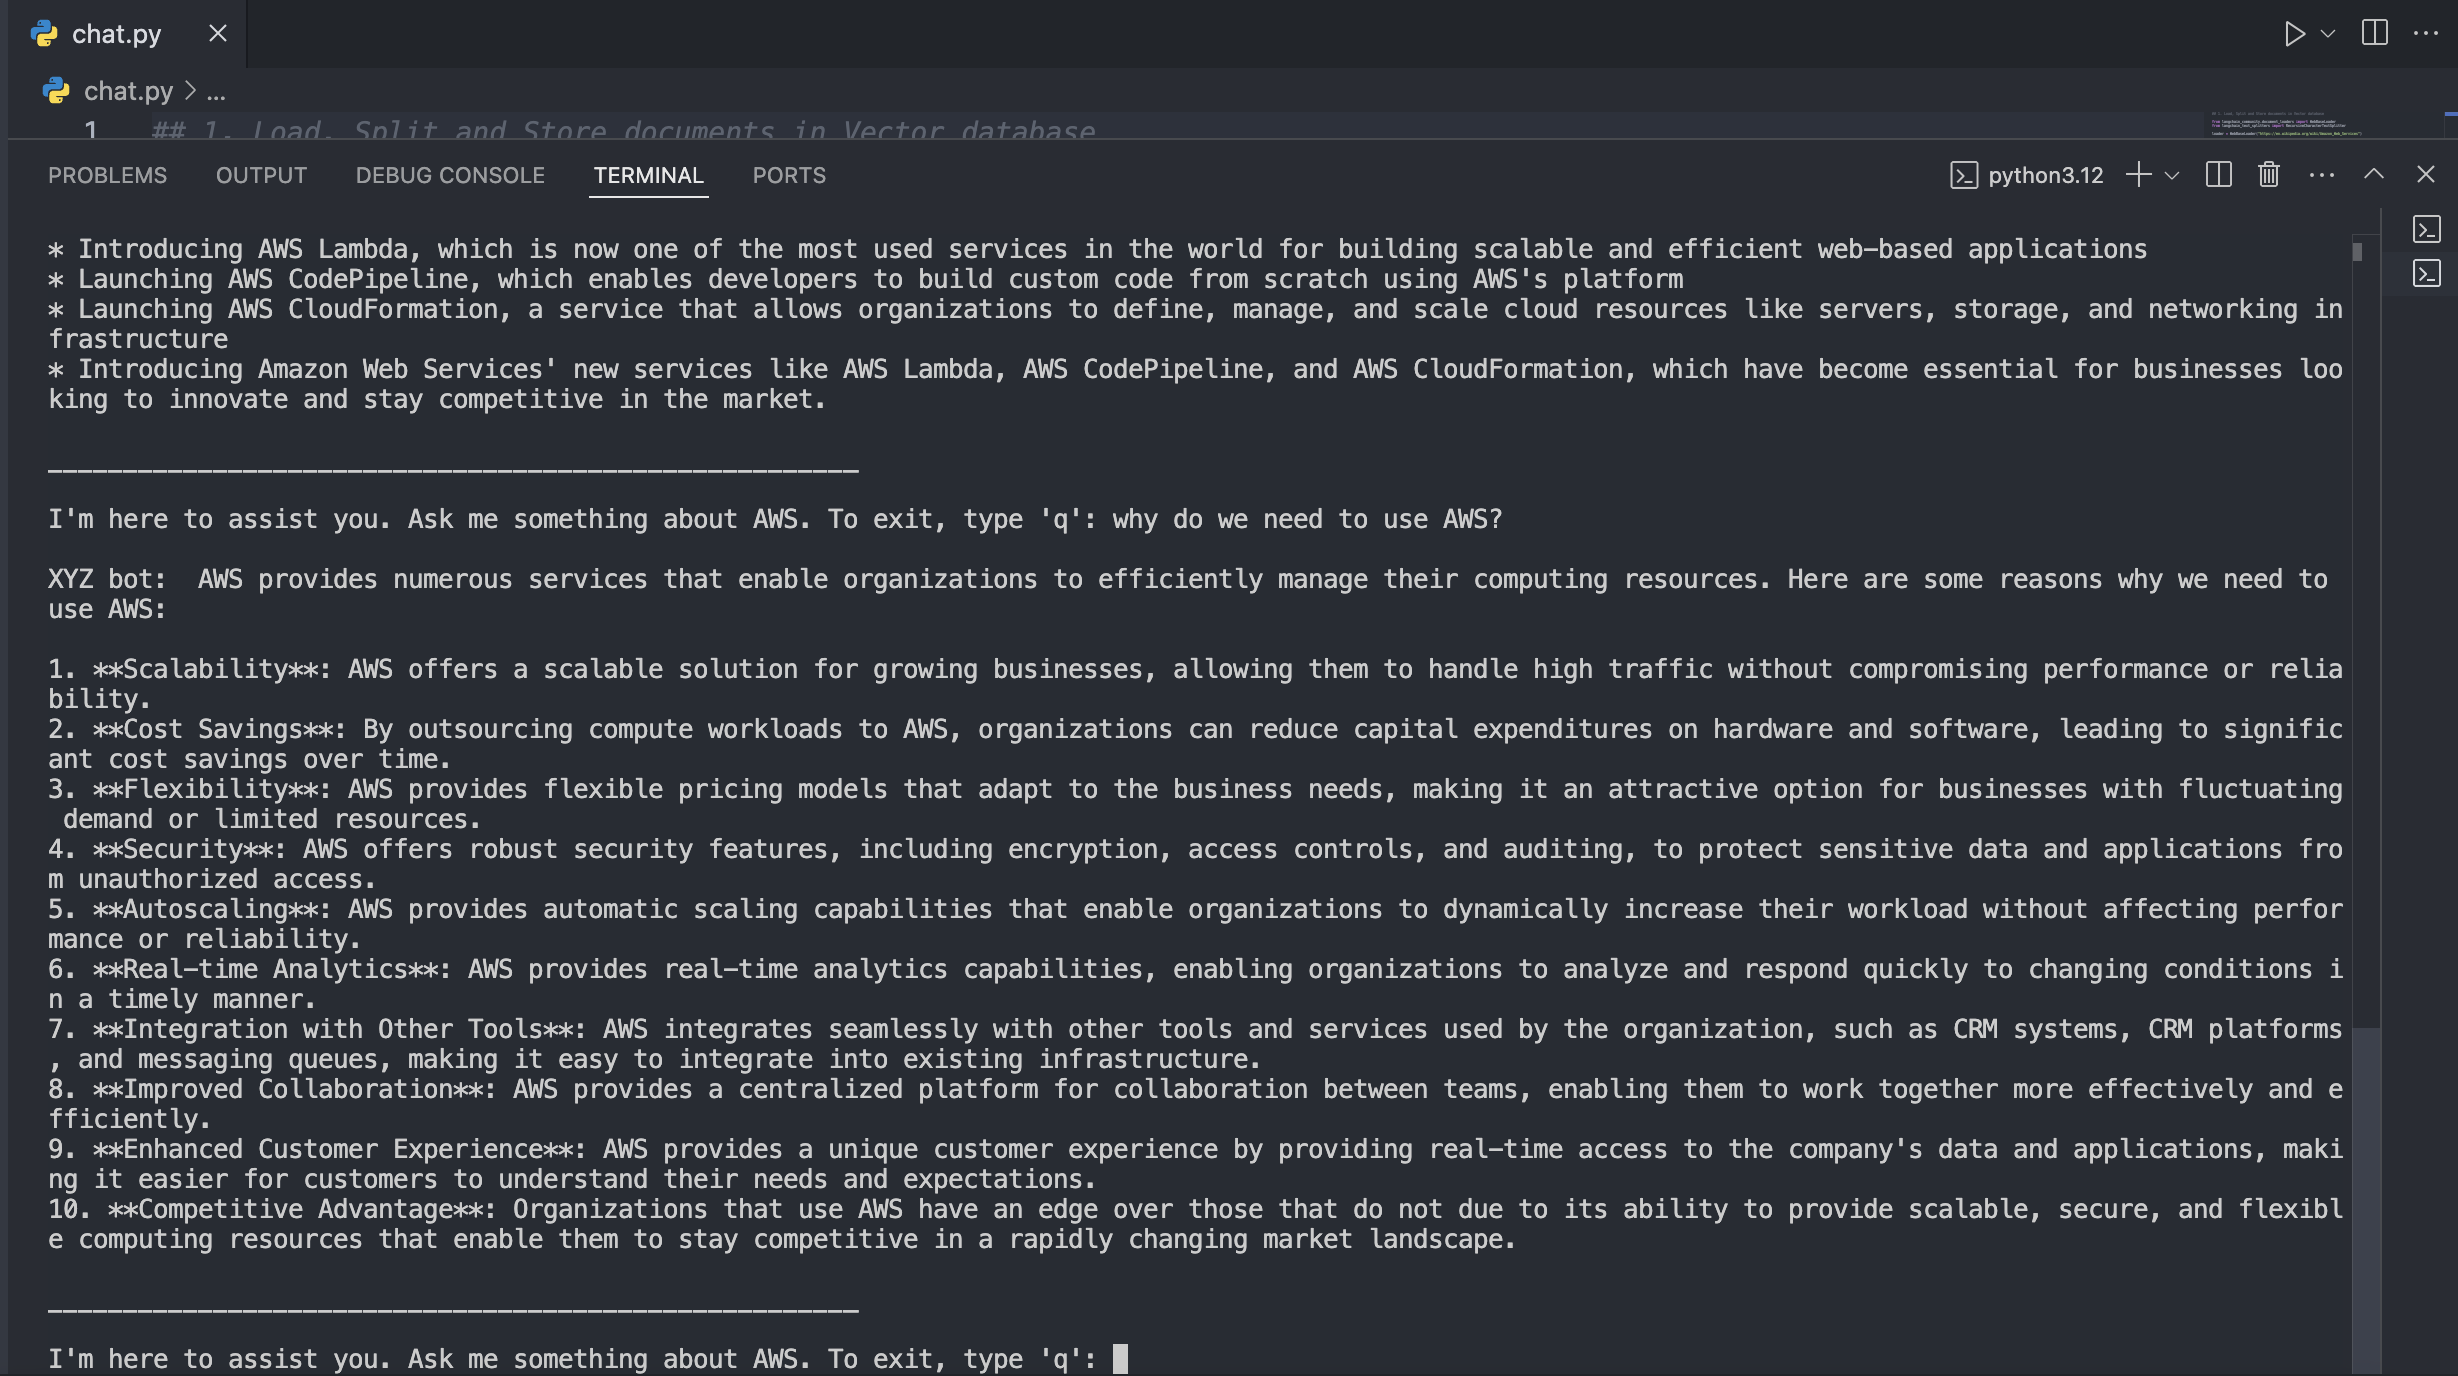 chat.py
chat.py > ...
1 ## 1. Load, Split and Store documents in Vector database
PROBLEMS OUTPUT DEBUG CONSOLE TERMINAL PORTS python3.12
* Introducing AWS Lambda, which is now one of the most used services in the world for building scalable and efficient web-based applications
* Launching AWS CodePipeline, which enables developers to build custom code from scratch using AWS's platform
* Launching AWS CloudFormation, a service that allows organizations to define, manage, and scale cloud resources like servers, storage, and networking in
frastructure
* Introducing Amazon Web Services' new services like AWS Lambda, AWS CodePipeline, and AWS CloudFormation, which have become essential for businesses loo
king to innovate and stay competitive in the market.
______________________________________________________
I'm here to assist you. Ask me something about AWS. To exit, type 'q': why do we need to use AWS?
XYZ bot:  AWS provides numerous services that enable organizations to efficiently manage their computing resources. Here are some reasons why we need to
use AWS:
1. **Scalability**: AWS offers a scalable solution for growing businesses, allowing them to handle high traffic without compromising performance or relia
bility.
2. **Cost Savings**: By outsourcing compute workloads to AWS, organizations can reduce capital expenditures on hardware and software, leading to signific
ant cost savings over time.
3. **Flexibility**: AWS provides flexible pricing models that adapt to the business needs, making it an attractive option for businesses with fluctuating
 demand or limited resources.
4. **Security**: AWS offers robust security features, including encryption, access controls, and auditing, to protect sensitive data and applications fro
m unauthorized access.
5. **Autoscaling**: AWS provides automatic scaling capabilities that enable organizations to dynamically increase their workload without affecting perfor
mance or reliability.
6. **Real-time Analytics**: AWS provides real-time analytics capabilities, enabling organizations to analyze and respond quickly to changing conditions i
n a timely manner.
7. **Integration with Other Tools**: AWS integrates seamlessly with other tools and services used by the organization, such as CRM systems, CRM platforms
, and messaging queues, making it easy to integrate into existing infrastructure.
8. **Improved Collaboration**: AWS provides a centralized platform for collaboration between teams, enabling them to work together more effectively and e
fficiently.
9. **Enhanced Customer Experience**: AWS provides a unique customer experience by providing real-time access to the company's data and applications, maki
ng it easier for customers to understand their needs and expectations.
10. **Competitive Advantage**: Organizations that use AWS have an edge over those that do not due to its ability to provide scalable, secure, and flexibl
e computing resources that enable them to stay competitive in a rapidly changing market landscape.
______________________________________________________
I'm here to assist you. Ask me something about AWS. To exit, type 'q':